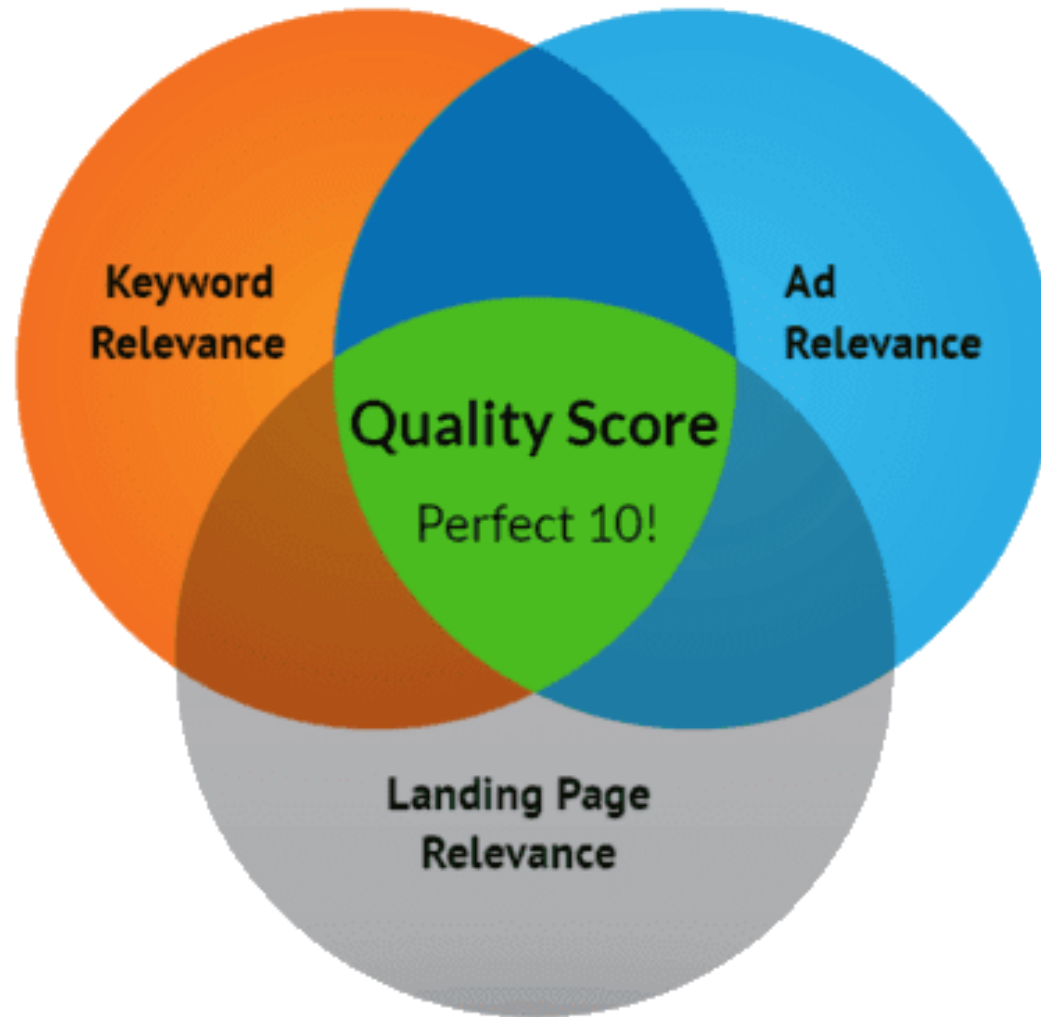 Keyword
Relevance
Ad
Relevance
Quality Score
Perfect 10!
Landing Page
Relevance